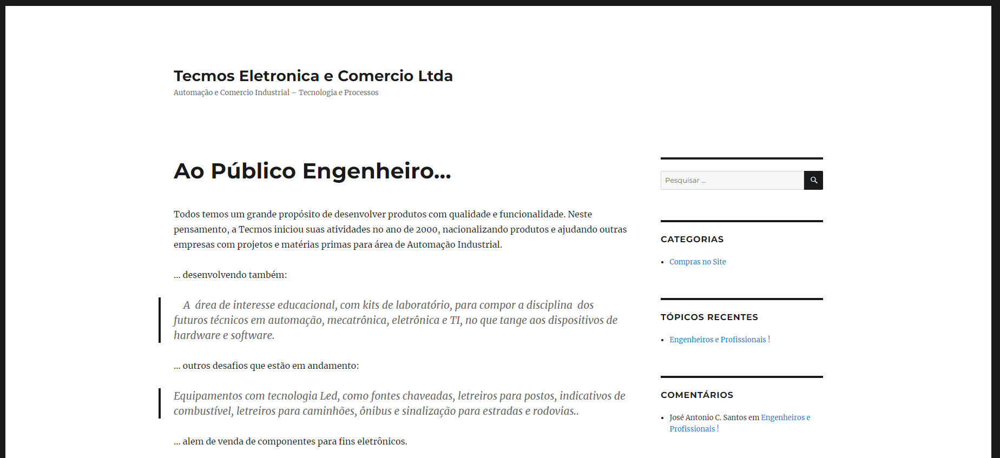 Tecmos Eletronica e Comercio Ltda
Automação e Comercio Industrial – Tecnologia e Processos
Ao Público Engenheiro…
Todos temos um grande propósito de desenvolver produtos com qualidade e funcionalidade. Neste
pensamento, a Tecmos iniciou suas atividades no ano de 2000, nacionalizando produtos e ajudando outras
empresas com projetos e matérias primas para área de Automação Industrial.
… desenvolvendo também:
A  área de interesse educacional, com kits de laboratório, para compor a disciplina  dos
futuros técnicos em automação, mecatrônica, eletrônica e TI, no que tange aos dispositivos de
hardware e software.
… outros desafios que estão em andamento:
Equipamentos com tecnologia Led, como fontes chaveadas, letreiros para postos, indicativos de
combustível, letreiros para caminhões, ônibus e sinalização para estradas e rodovias..
… alem de venda de componentes para fins eletrônicos.
Pesquisar …
CATEGORIAS
Compras no Site
TÓPICOS RECENTES
Engenheiros e Profissionais !
COMENTÁRIOS
José Antonio C. Santos em Engenheiros e
Profissionais !